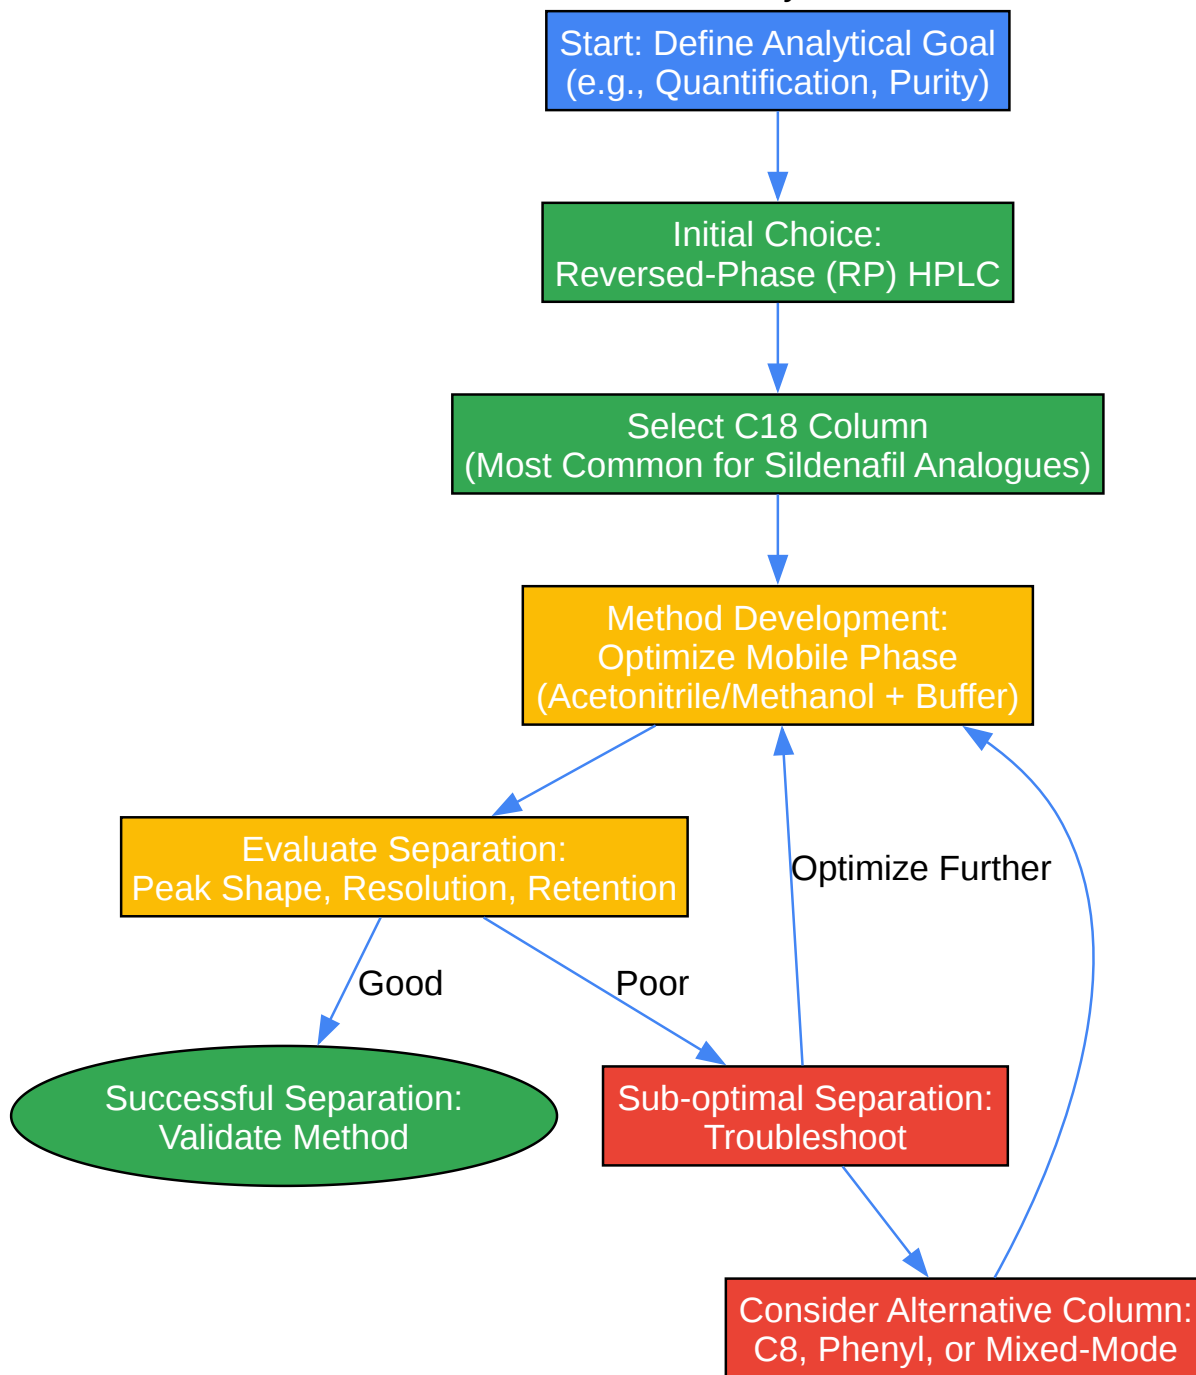 Start: Define Analytical Goal
(e.g., Quantification, Purity)
Initial Choice:
Reversed-Phase (RP) HPLC
Select C18 Column
(Most Common for Sildenafil Analogues)
Method Development:
Optimize Mobile Phase
(Acetonitrile/Methanol + Buffer)
Evaluate Separation:
Peak Shape, Resolution, Retention
Optimize Further
Good
Poor
Successful Separation:
Validate Method
Sub-optimal Separation:
Troubleshoot
Consider Alternative Column:
C8, Phenyl, or Mixed-Mode